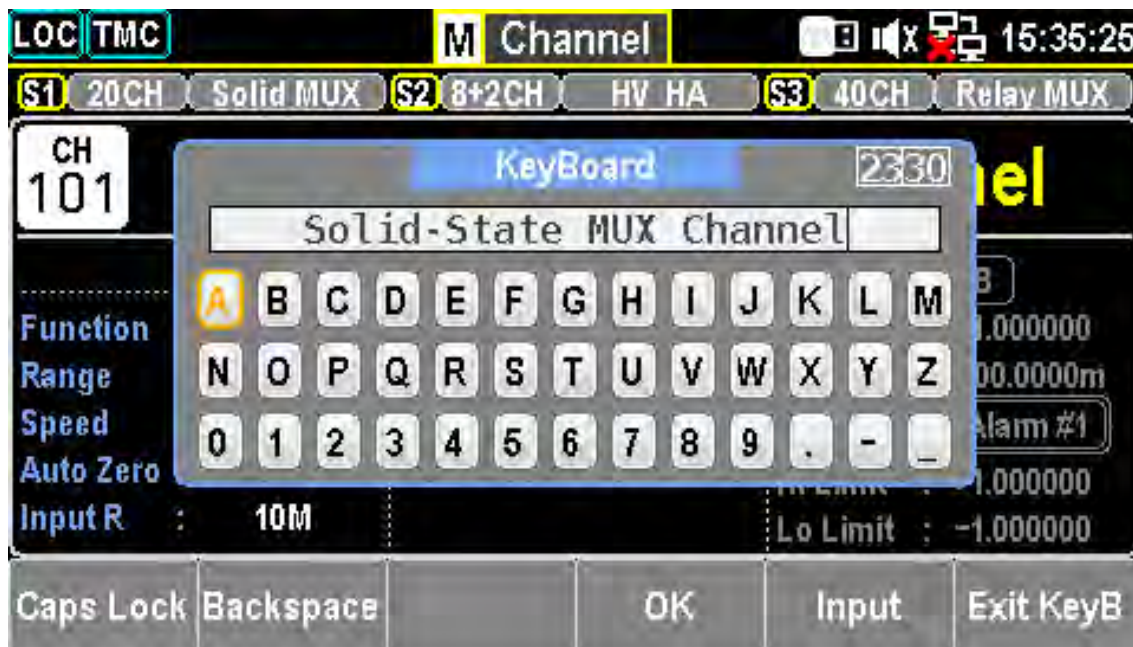 LOC TMC M Channel 15:35:25
S1 20CH Solid MUX S2 8+2CH HV HA S3 40CH Relay MUX
CH
101
KeyBoard 2330
Solid-State MUX Channel
A B C D E F G H I J K L M
N O P Q R S T U V W X Y Z
0 1 2 3 4 5 6 7 8 9 . - _
Function
Range
Speed
Auto Zero
Input R : 10M
nel
.000000
00.0000m
Alarm #1
Hi Limit : -1.000000
Lo Limit : -1.000000
Caps Lock Backspace OK Input Exit KeyB